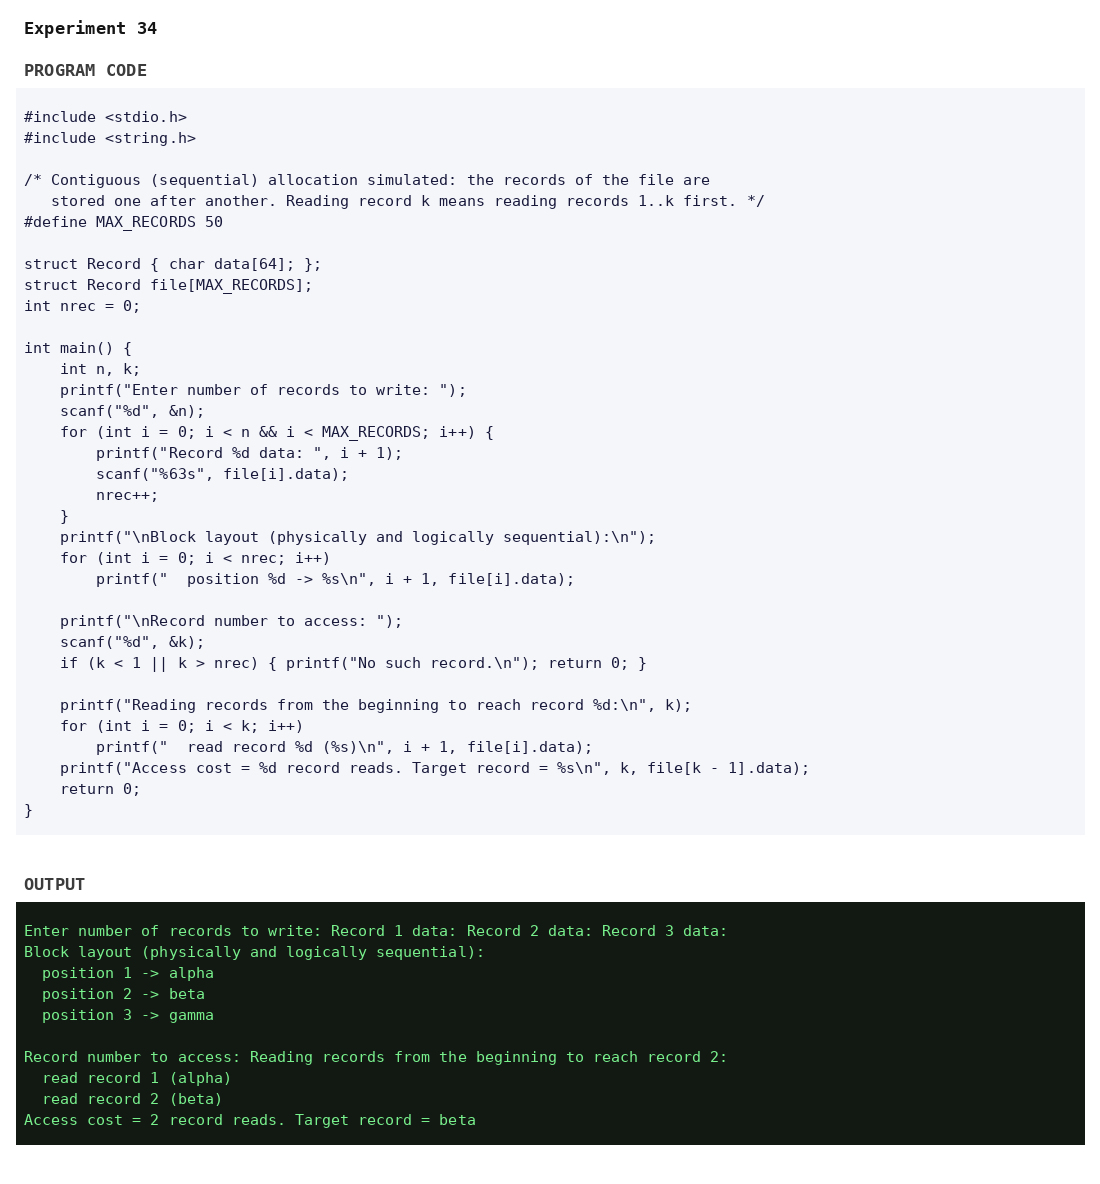 Experiment 34
PROGRAM CODE
#include <stdio.h>
#include <string.h>

/* Contiguous (sequential) allocation simulated: the records of the file are
   stored one after another. Reading record k means reading records 1..k first. */
#define MAX_RECORDS 50

struct Record { char data[64]; };
struct Record file[MAX_RECORDS];
int nrec = 0;

int main() {
    int n, k;
    printf("Enter number of records to write: ");
    scanf("%d", &n);
    for (int i = 0; i < n && i < MAX_RECORDS; i++) {
        printf("Record %d data: ", i + 1);
        scanf("%63s", file[i].data);
        nrec++;
    }
    printf("\nBlock layout (physically and logically sequential):\n");
    for (int i = 0; i < nrec; i++)
        printf("  position %d -> %s\n", i + 1, file[i].data);

    printf("\nRecord number to access: ");
    scanf("%d", &k);
    if (k < 1 || k > nrec) { printf("No such record.\n"); return 0; }

    printf("Reading records from the beginning to reach record %d:\n", k);
    for (int i = 0; i < k; i++)
        printf("  read record %d (%s)\n", i + 1, file[i].data);
    printf("Access cost = %d record reads. Target record = %s\n", k, file[k - 1].data);
    return 0;
}

OUTPUT
Enter number of records to write: Record 1 data: Record 2 data: Record 3 data:
Block layout (physically and logically sequential):
  position 1 -> alpha
  position 2 -> beta
  position 3 -> gamma

Record number to access: Reading records from the beginning to reach record 2:
  read record 1 (alpha)
  read record 2 (beta)
Access cost = 2 record reads. Target record = beta